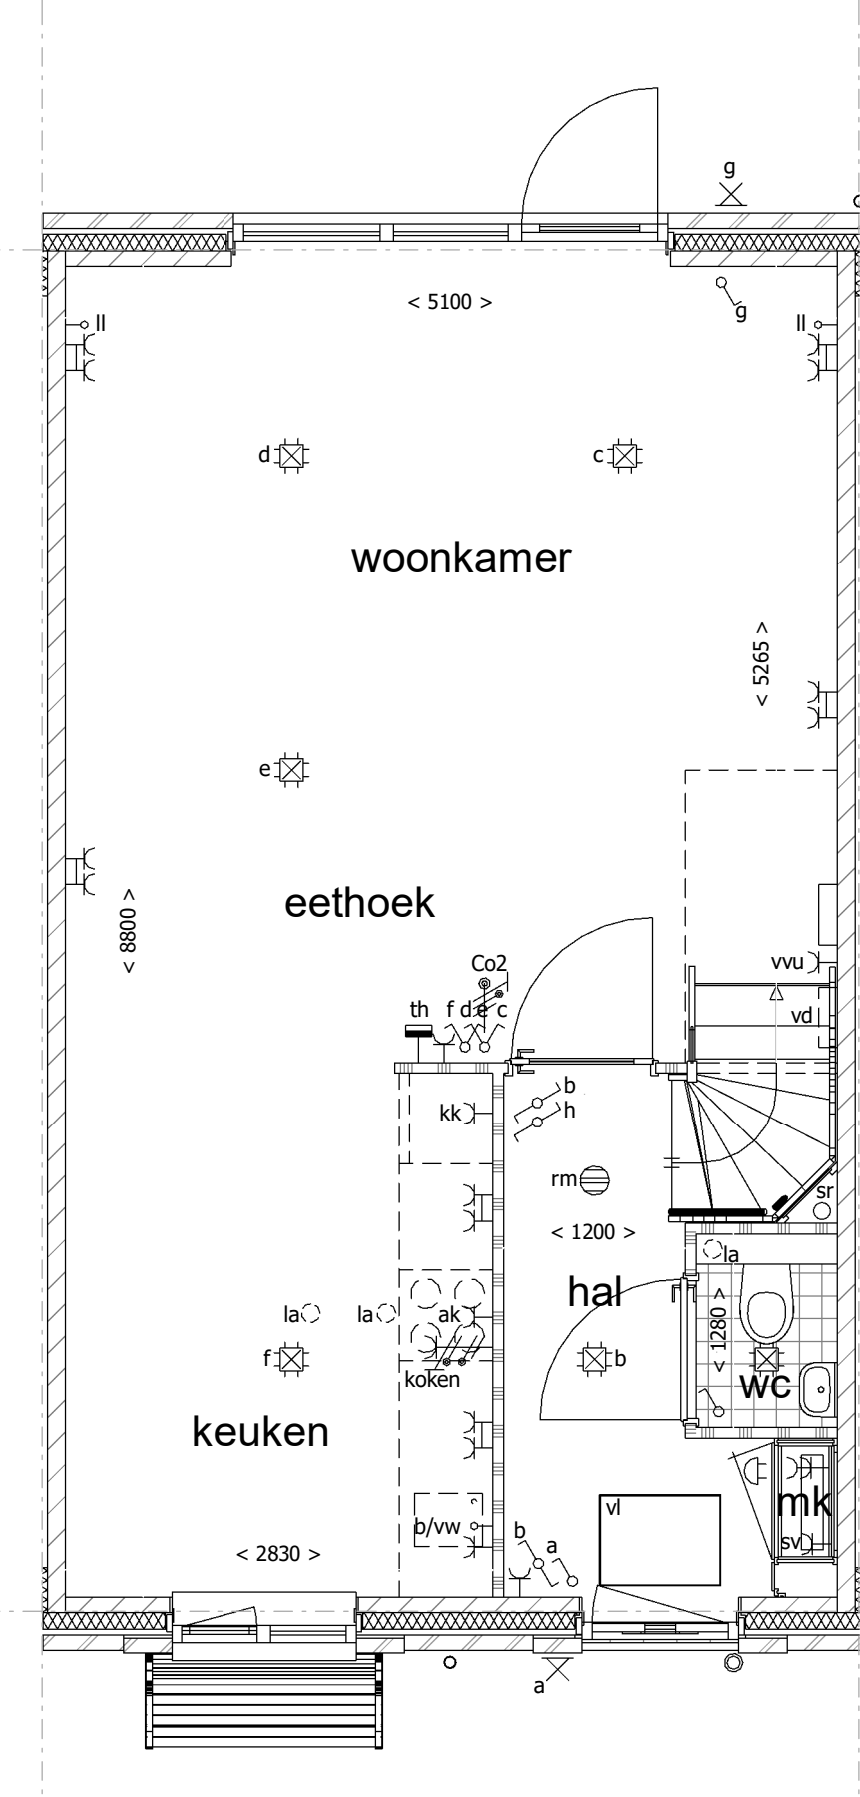 g
< 5100 >
g
ll
ll
d
c
woonkamer
< 5265 >
e
eethoek
< 8800 >
Co2
vvu
th
f
d
e
c
vd
b
kk
h
rm
sr
< 1200 >
la
hal
< 1280 >
la
la
ak
f
b
koken
wc
keuken
mk
vl
b/vw
b
a
sv
< 2830 >
a